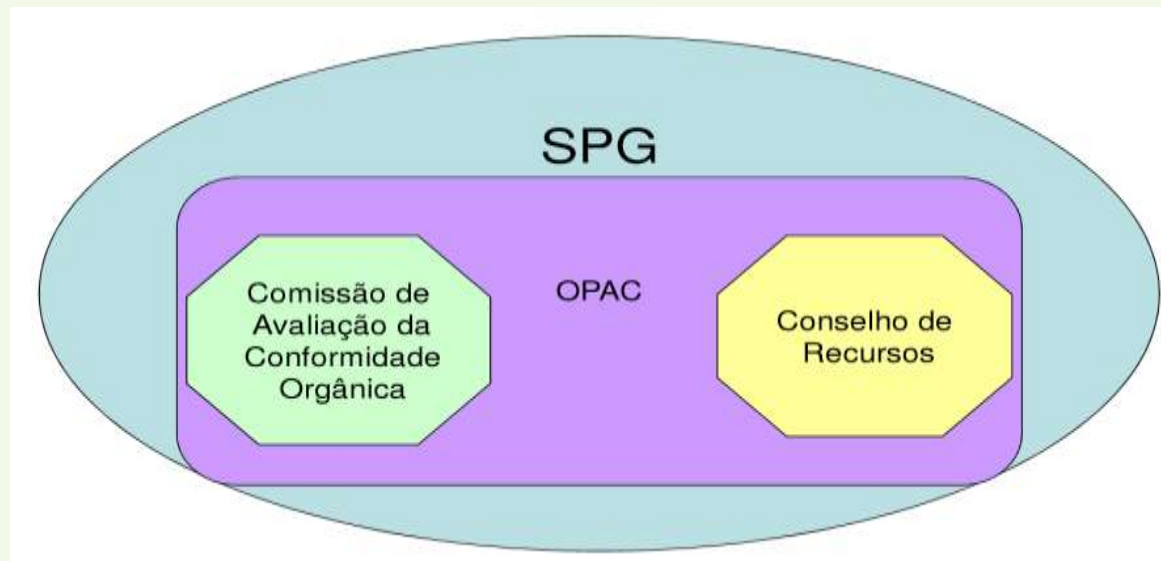 SPG
Comissão de
Avaliação da
Conformidade
Orgânica
OPAC
Conselho de
Recursos